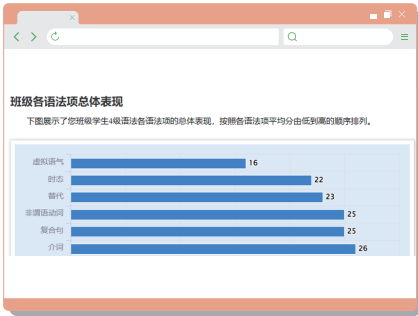 班级各语法项总体表现
下图展示了您班级学生4级语法各语法项的总体表现，按照各语法项平均分由低到高的顺序排列。
虚拟语气 16
时态 22
替代 23
非谓语动词 25
复合句 25
介词 26